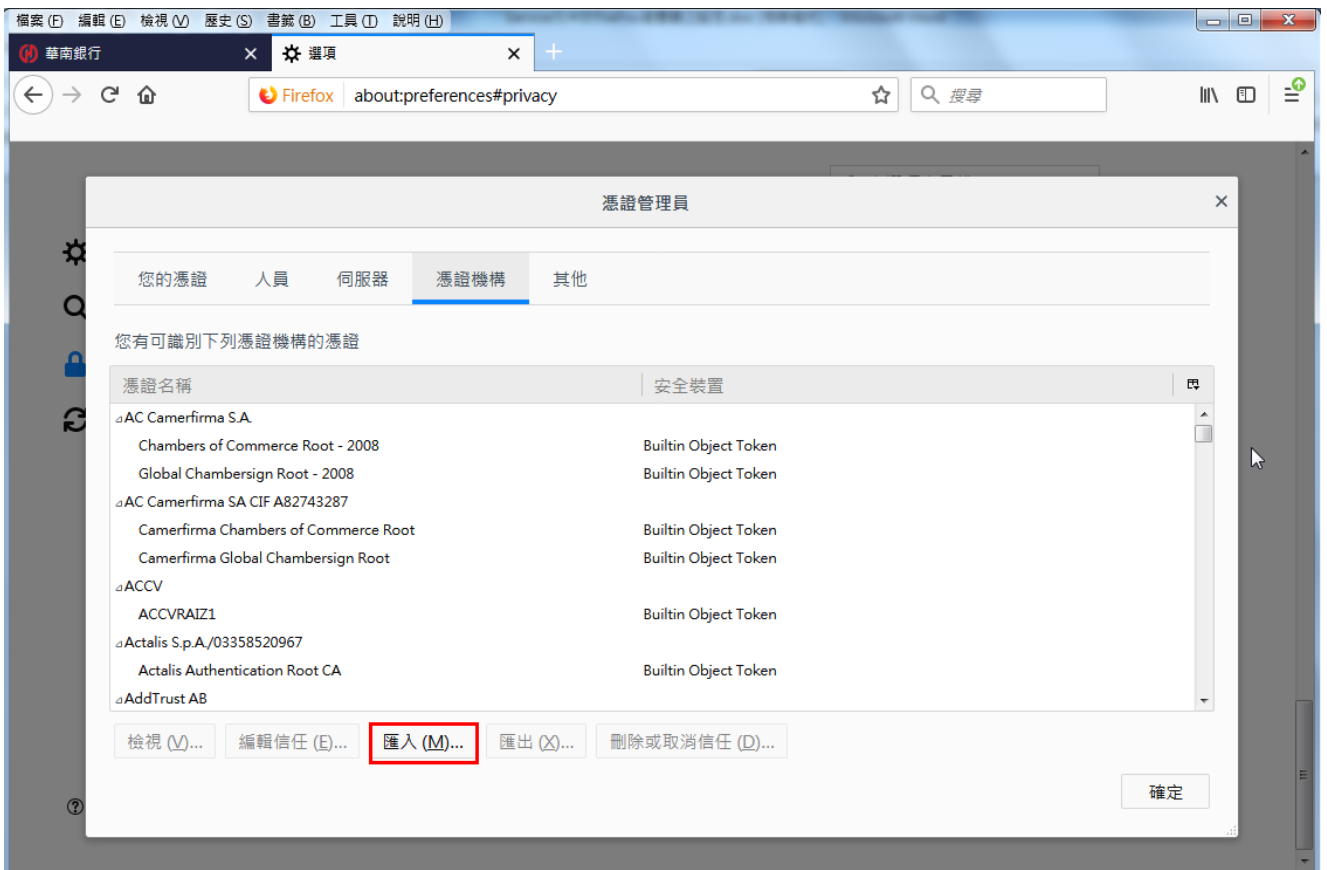 檔案(F) 編輯(E) 檢視(V) 歷史(S) 書籤(B) 工具(T) 說明(H)
華南銀行 選項
Firefox about:preferences#privacy 搜尋
憑證管理員
您的憑證 人員 伺服器 憑證機構 其他
您有可識別下列憑證機構的憑證
憑證名稱 安全裝置
AC Camerfirma S.A.
Chambers of Commerce Root - 2008 Builtin Object Token
Global Chambersign Root - 2008 Builtin Object Token
AC Camerfirma SA CIF A82743287
Camerfirma Chambers of Commerce Root Builtin Object Token
Camerfirma Global Chambersign Root Builtin Object Token
ACCV
ACCVRAIZ1 Builtin Object Token
Actalis S.p.A./03358520967
Actalis Authentication Root CA Builtin Object Token
AddTrust AB
檢視(V)... 編輯信任(E)... 匯入(M)... 匯出(X)... 刪除或取消信任(D)...
確定